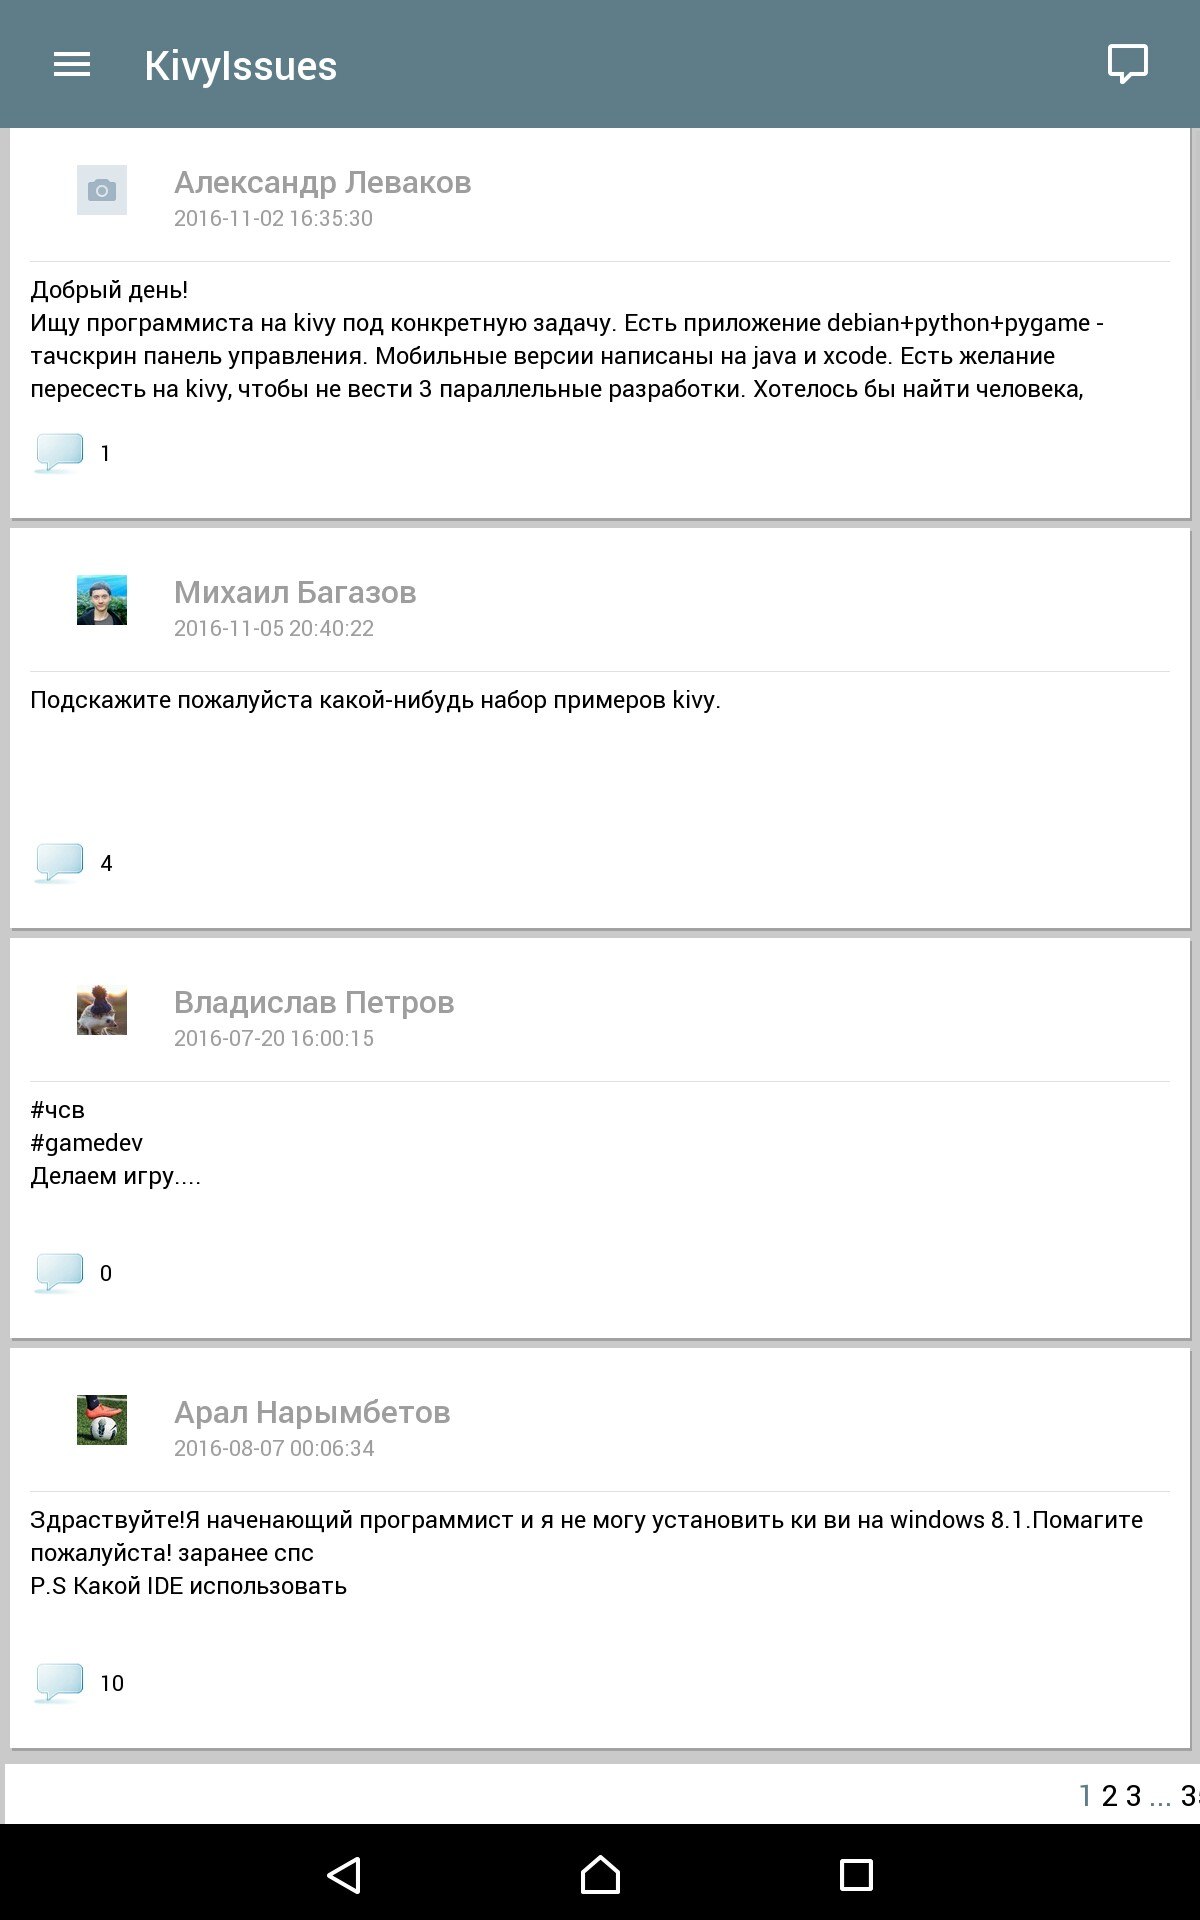 KivyIssues
Александр Леваков
2016-11-02 16:35:30
Добрый день!
Ищу программиста на kivy под конкретную задачу. Есть приложение debian+python+pygame -
тачскрин панель управления. Мобильные версии написаны на java и xcode. Есть желание
пересесть на kivy, чтобы не вести 3 параллельные разработки. Хотелось бы найти человека,
1
Михаил Багазов
2016-11-05 20:40:22
Подскажите пожалуйста какой-нибудь набор примеров kivy.
4
Владислав Петров
2016-07-20 16:00:15
#чсв
#gamedev
Делаем игру....
0
Арал Нарымбетов
2016-08-07 00:06:34
Здраствуйте!Я наченающий программист и я не могу установить ки ви на windows 8.1.Помагите
пожалуйста! заранее спс
P.S Какой IDE использовать
10
1 2 3 ... 3